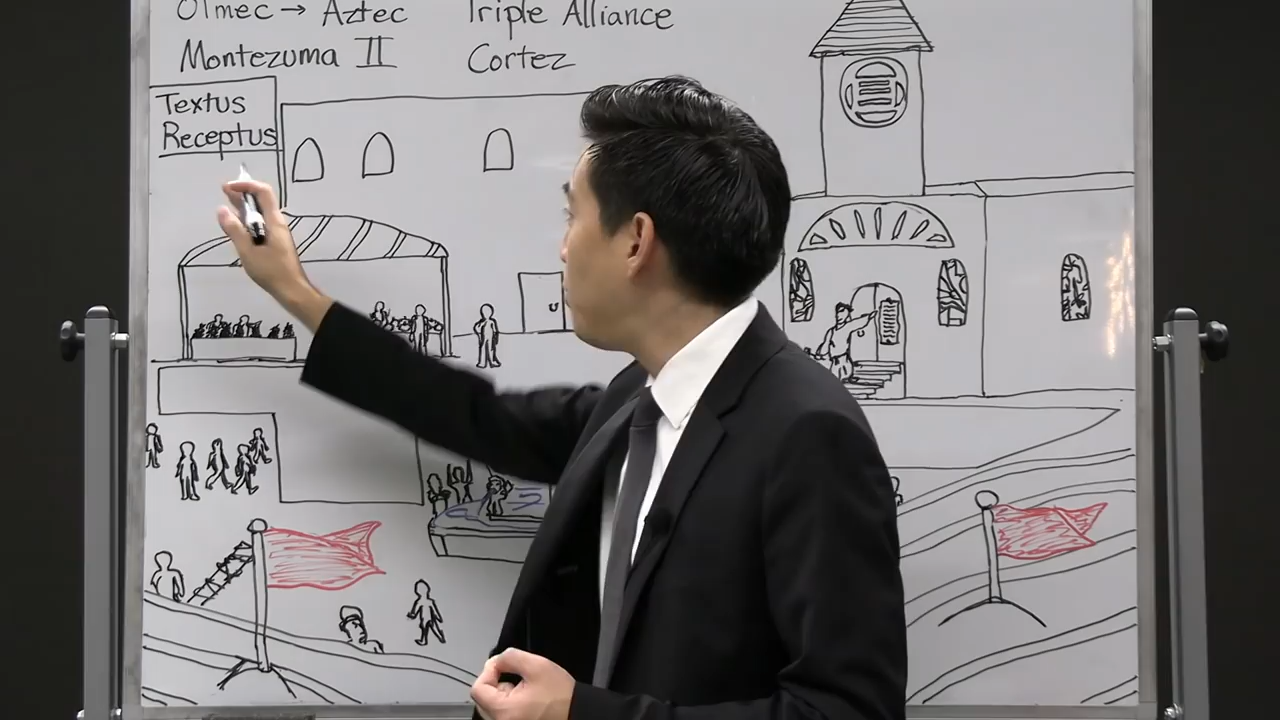 Olmec → Aztec
Triple Alliance
Montezuma II
Cortez
Textus
Receptus